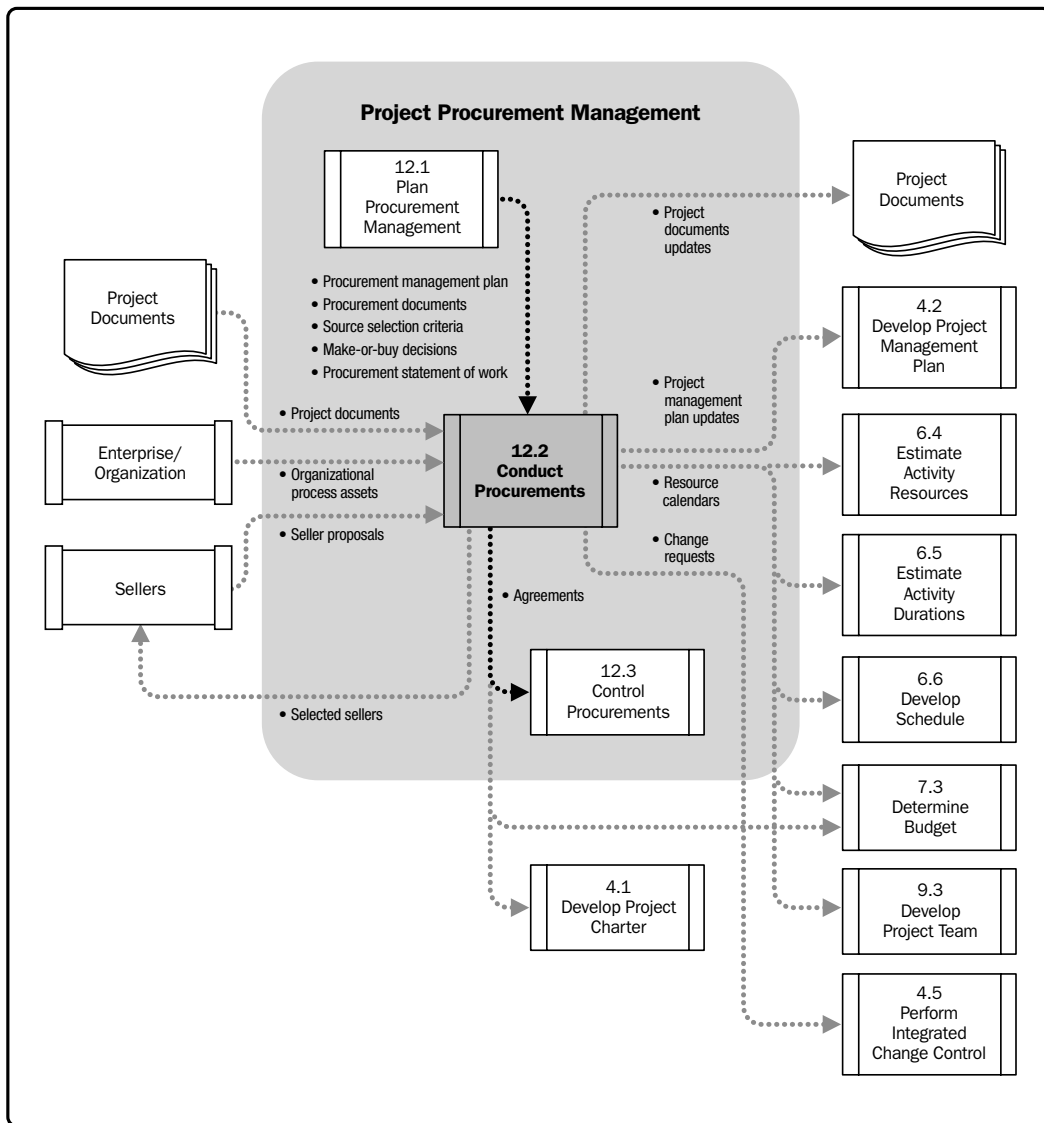 Project Procurement Management
12.1
Plan
Procurement
Management
• Procurement management plan
• Procurement documents
• Source selection criteria
• Make-or-buy decisions
• Procurement statement of work
Project
Documents
Enterprise/
Organization
Sellers
• Project documents
• Organizational
process assets
• Seller proposals
• Selected sellers
12.2
Conduct
Procurements
• Agreements
12.3
Control
Procurements
4.1
Develop Project
Charter
• Project
documents
updates
• Project
management
plan updates
• Resource
calendars
• Change
requests
Project
Documents
4.2
Develop Project
Management
Plan
6.4
Estimate
Activity
Resources
6.5
Estimate
Activity
Durations
6.6
Develop
Schedule
7.3
Determine
Budget
9.3
Develop
Project Team
4.5
Perform
Integrated
Change Control